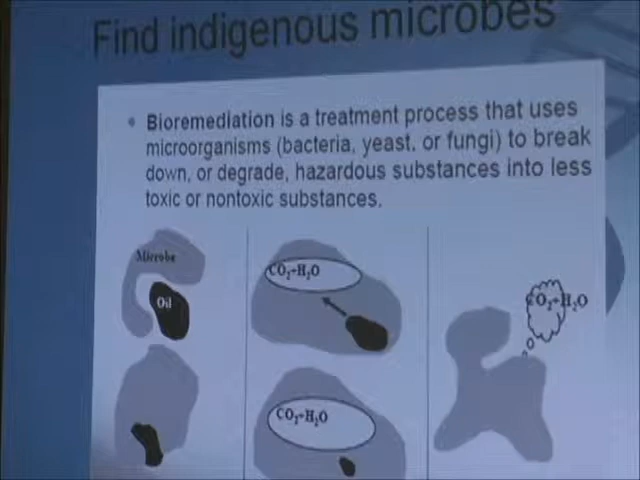 Find indigenous microbes
• Bioremediation is a treatment process that uses
microorganisms (bacteria, yeast, or fungi) to break
down, or degrade, hazardous substances into less
toxic or nontoxic substances.
Microbe
Oil
CO₂+H₂O
CO₂+H₂O
CO₂+H₂O